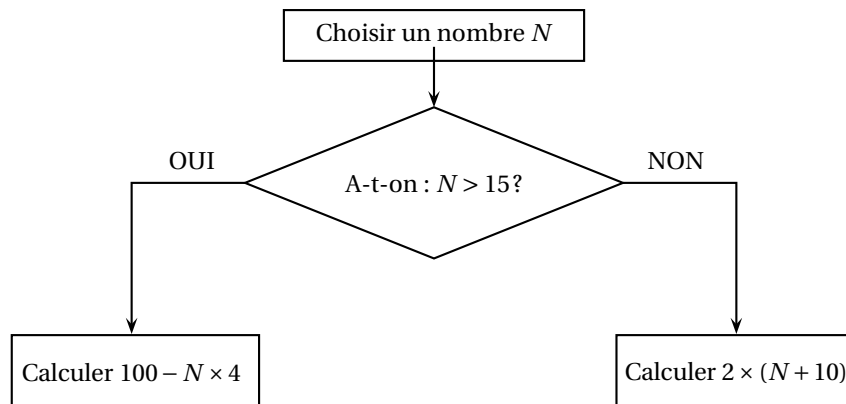 Choisir un nombre N
OUI
NON
A-t-on : N > 15?
Calculer 100 − N × 4
Calculer 2 × (N + 10)